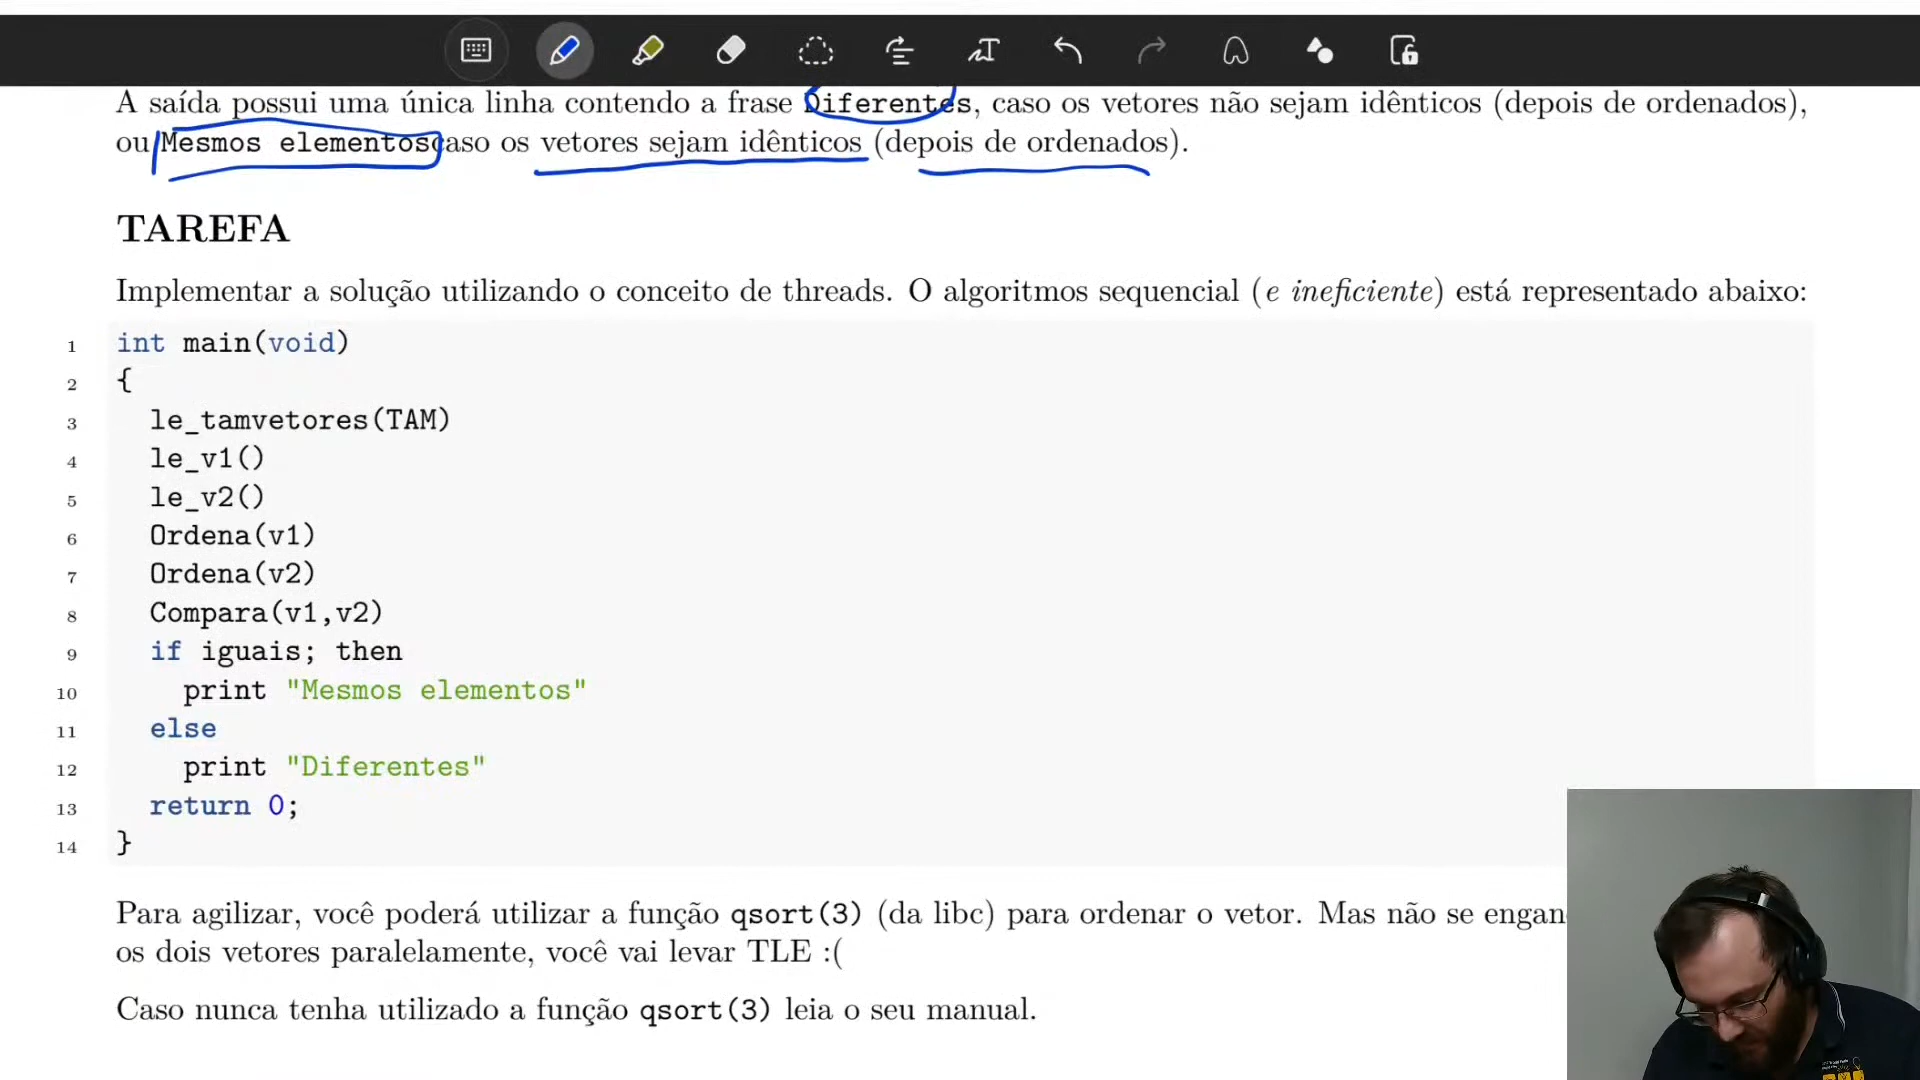 A saída possui uma única linha contendo a frase Diferentes, caso os vetores não sejam idênticos (depois de ordenados),
ou Mesmos elementos caso os vetores sejam idênticos (depois de ordenados).
TAREFA
Implementar a solução utilizando o conceito de threads. O algoritmos sequencial (e ineficiente) está representado abaixo:
1 int main(void)
2 {
3 le_tamvetores(TAM)
4 le_v1()
5 le_v2()
6 Ordena(v1)
7 Ordena(v2)
8 Compara(v1,v2)
9 if iguais; then
10 print "Mesmos elementos"
11 else
12 print "Diferentes"
13 return 0;
14 }
Para agilizar, você poderá utilizar a função qsort(3) (da libc) para ordenar o vetor. Mas não se
os dois vetores paralelamente, você vai levar TLE :(
Caso nunca tenha utilizado a função qsort(3) leia o seu manual.